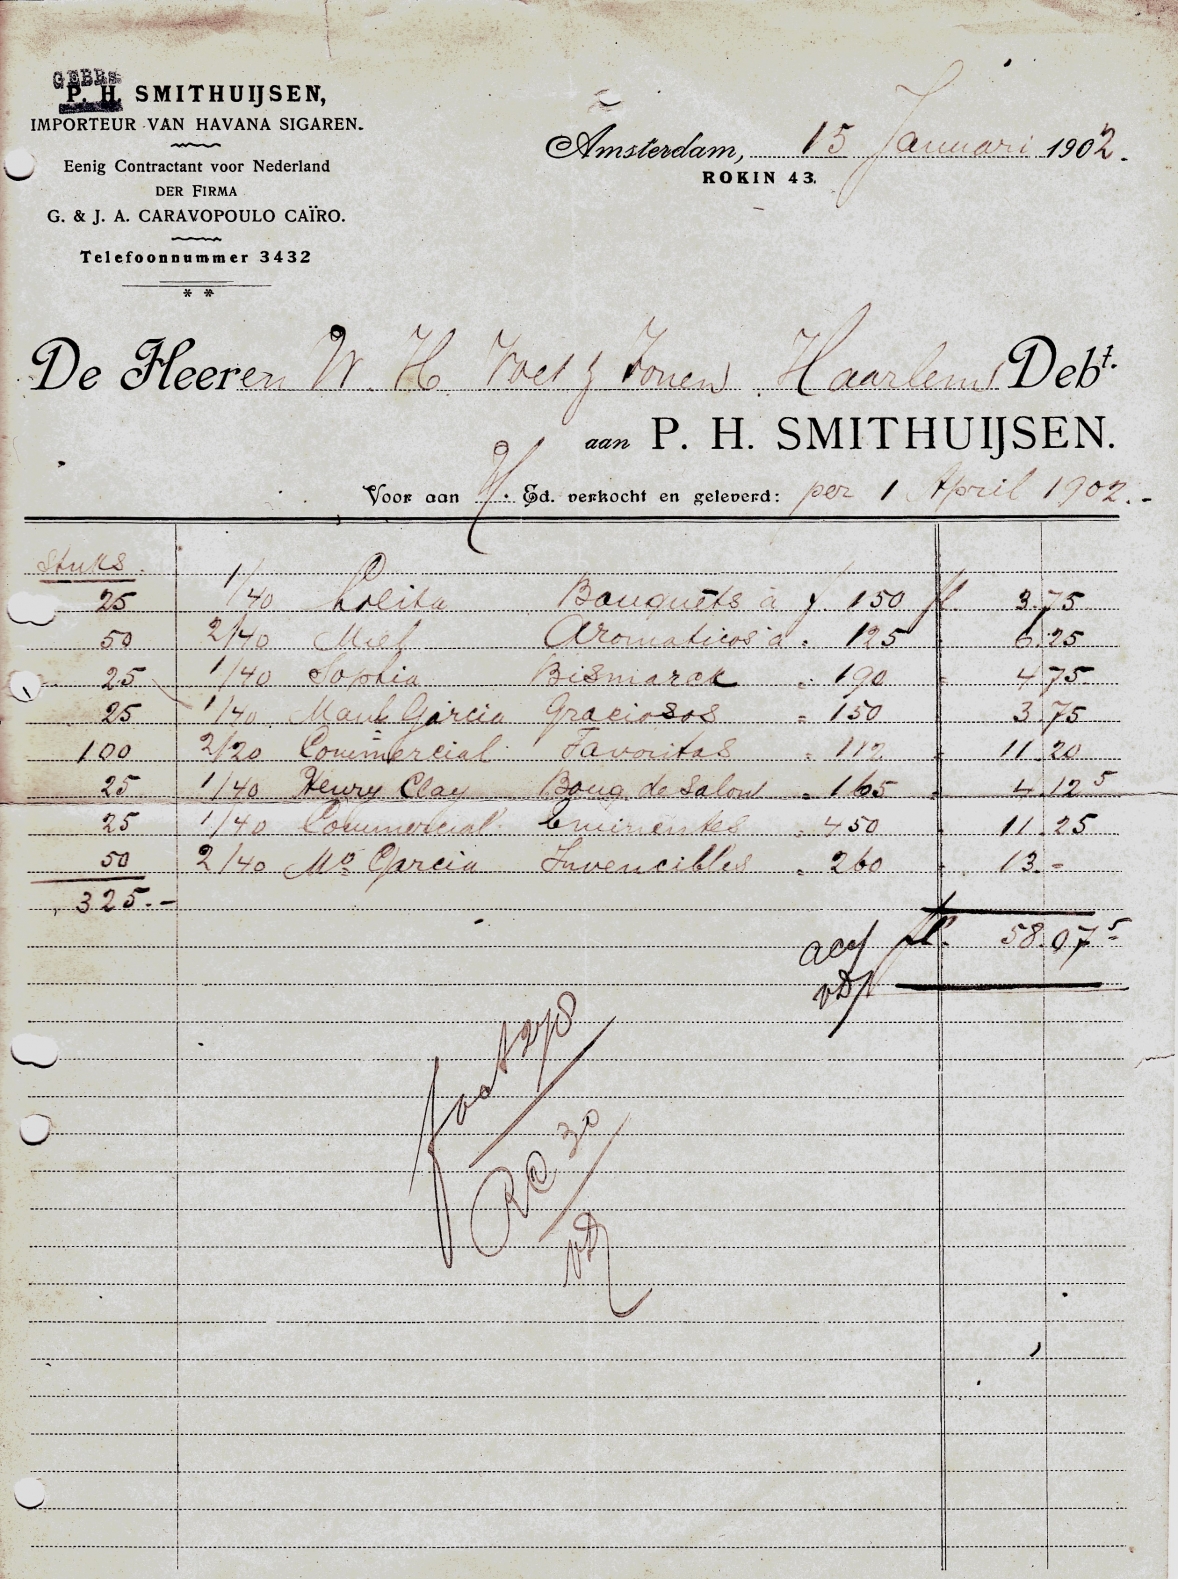 GEBRS
P. H. SMITHUIJSEN,
IMPORTEUR VAN HAVANA SIGAREN.
Eenig Contractant voor Nederland
DER FIRMA
G. & J. A. CARAVOPOULO CAÏRO.
Telefoonnummer 3432
* *
Amsterdam, 15 Januari 1902.
ROKIN 43.
De Heeren W. H. Voet & Zonen Haarlem Debt.
aan P. H. SMITHUIJSEN.
Voor aan U. Ed. verkocht en geleverd: per 1 April 1902.-
Stuks.
25 1/40 Lolita Bouquets à f 150 fl. 3.75
50 2/40 Miel Aromaticos à " 125 " 6.25
25 1/40 Sophia Bismarck " 190 " 4.75
25 1/40 Manl Garcia Graciosos " 150 " 3.75
100 2/20 Commercial Favoritas " 112 " 11.20
25 1/40 Henry Clay Bouq. de Salon " 165 " 4.125
25 1/40 Commercial Eminentes " 450 " 11.25
50 2/40 Ma Garcia Invencibles " 260 " 13.-
325.-
fl. 58.075
RC 30